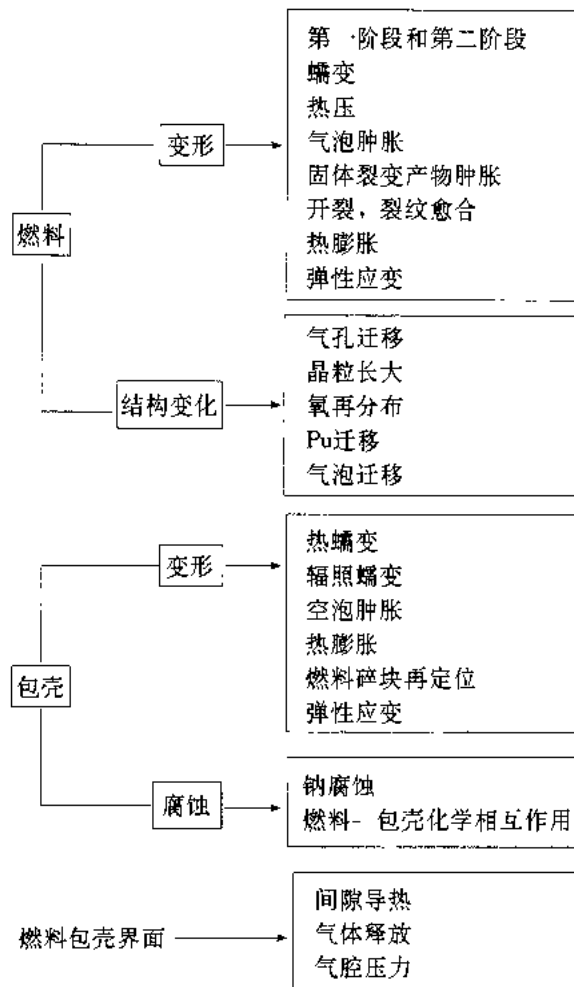 第一阶段和第二阶段
蠕变
热压
气泡肿胀
固体裂变产物肿胀
开裂，裂纹愈合
热膨胀
弹性应变
变形
燃料
结构变化
气孔迁移
晶粒长大
氧再分布
Pu迁移
气泡迁移
变形
热蠕变
辐照蠕变
空泡肿胀
热膨胀
燃料碎块再定位
弹性应变
包壳
腐蚀
钠腐蚀
燃料-包壳化学相互作用
燃料包壳界面
间隙导热
气体释放
气腔压力